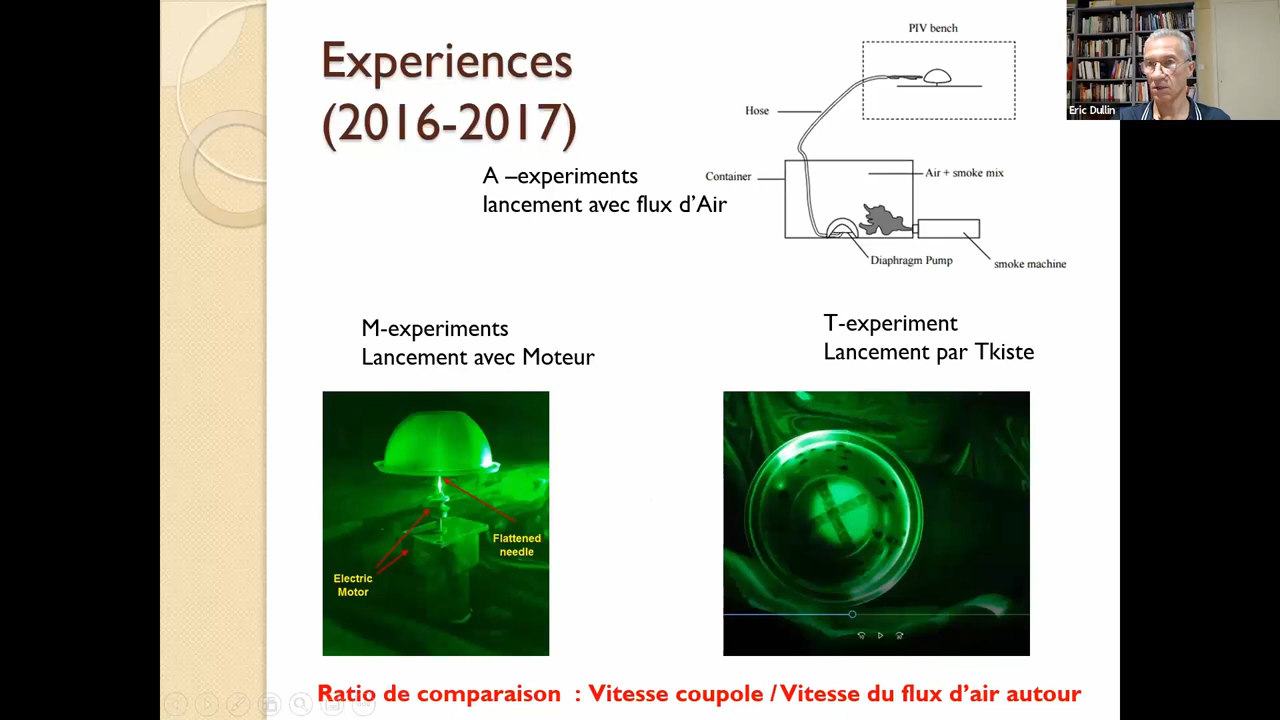 Experiences
(2016-2017)
A –experiments
lancement avec flux d’Air
PIV bench
Hose
Container
Air + smoke mix
Diaphragm Pump
smoke machine
Eric Dullin
M-experiments
Lancement avec Moteur
T-experiment
Lancement par Tkiste
Flattened
needle
Electric
Motor
Ratio de comparaison : Vitesse coupole / Vitesse du flux d’air autour